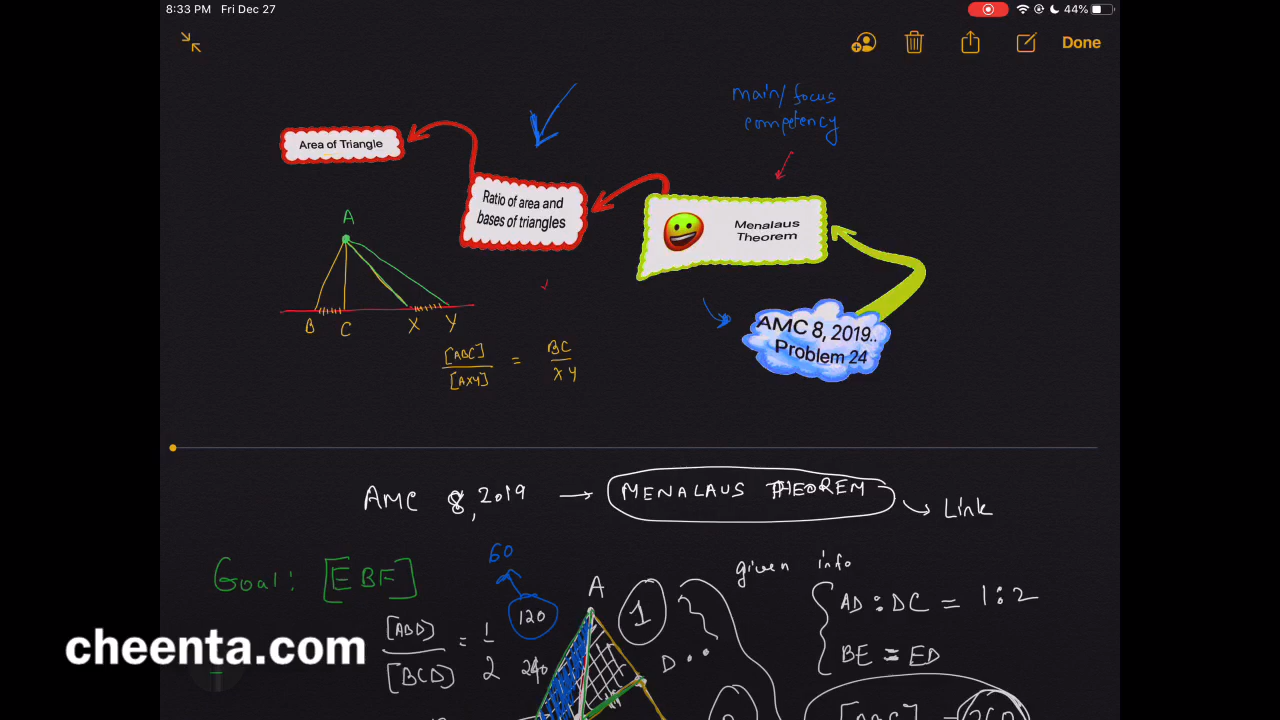 8:33 PM Fri Dec 27
44%
Done
main/focus
competency
Area of Triangle
Ratio of area and
bases of triangles
Menalaus
Theorem
A
B C X Y
[ABC]
[AXY]
=
BC
XY
AMC 8, 2019..
Problem 24
AMC 8, 2019 → MENALAUS THEOREM → Link
Goal: [EBF]
60
given info
A
1
AD : DC = 1 : 2
[ABD]
[BCD]
=
1
2
120
240
D
BE = ED
cheenta.com